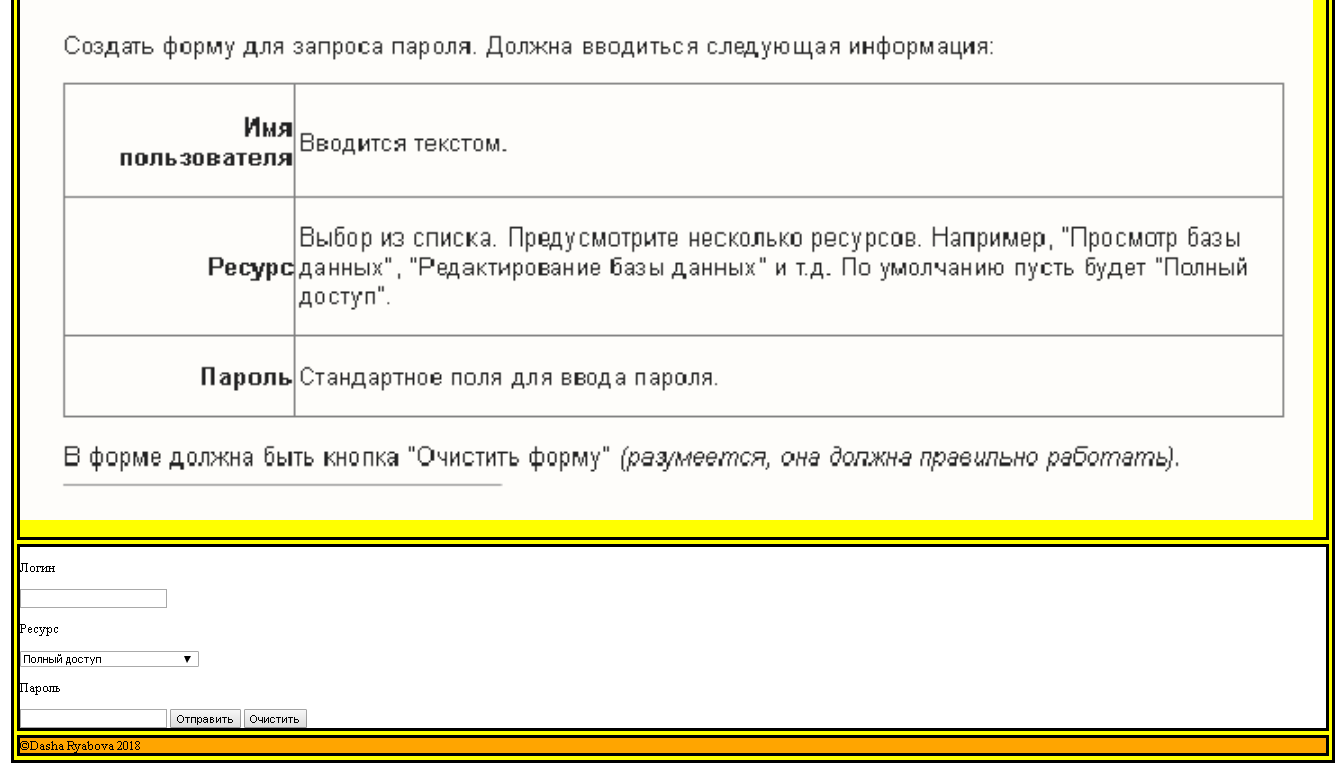 Создать форму для запроса пароля. Должна вводиться следующая информация:
Имя
пользователя
Вводится текстом.
Ресурс
Выбор из списка. Предусмотрите несколько ресурсов. Например, "Просмотр базы
данных", "Редактирование базы данных" и т.д. По умолчанию пусть будет "Полный
доступ".
Пароль
Стандартное поля для ввода пароля.
В форме должна быть кнопка "Очистить форму" (разумеется, она должна правильно работать).
Логин
Ресурс
Полный доступ
Пароль
Отправить Очистить
©Dasha Ryabova 2018